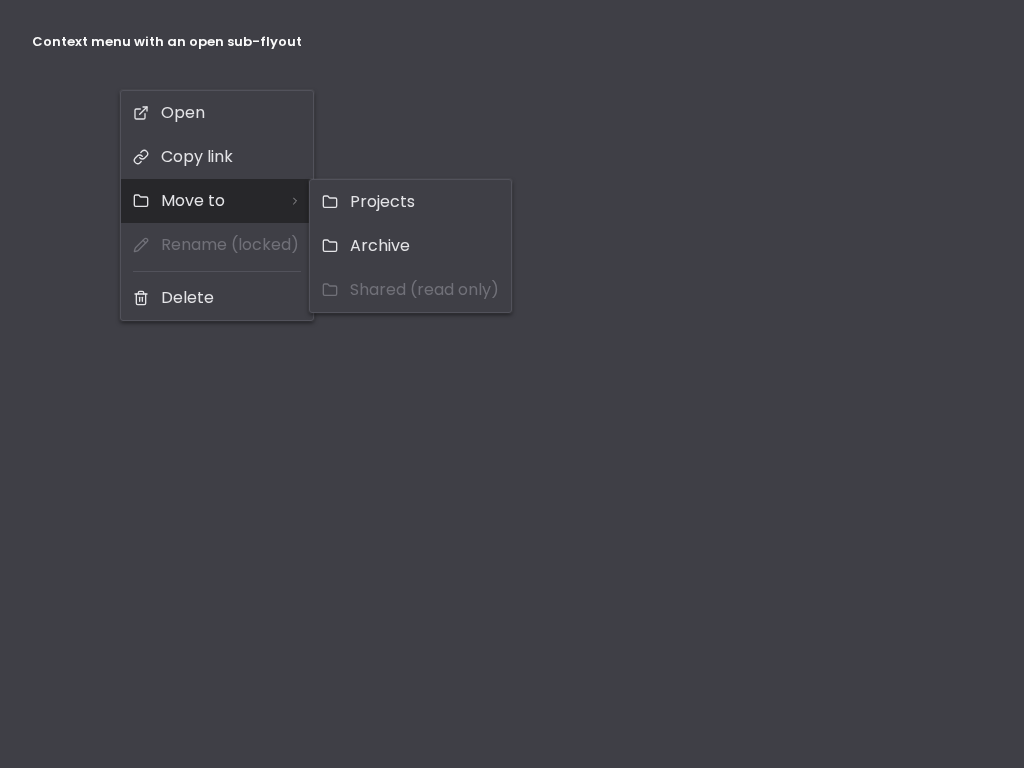 Context menu with an open sub-flyout
Open
Copy link
Move to
Rename (locked)
Delete
Projects
Archive
Shared (read only)